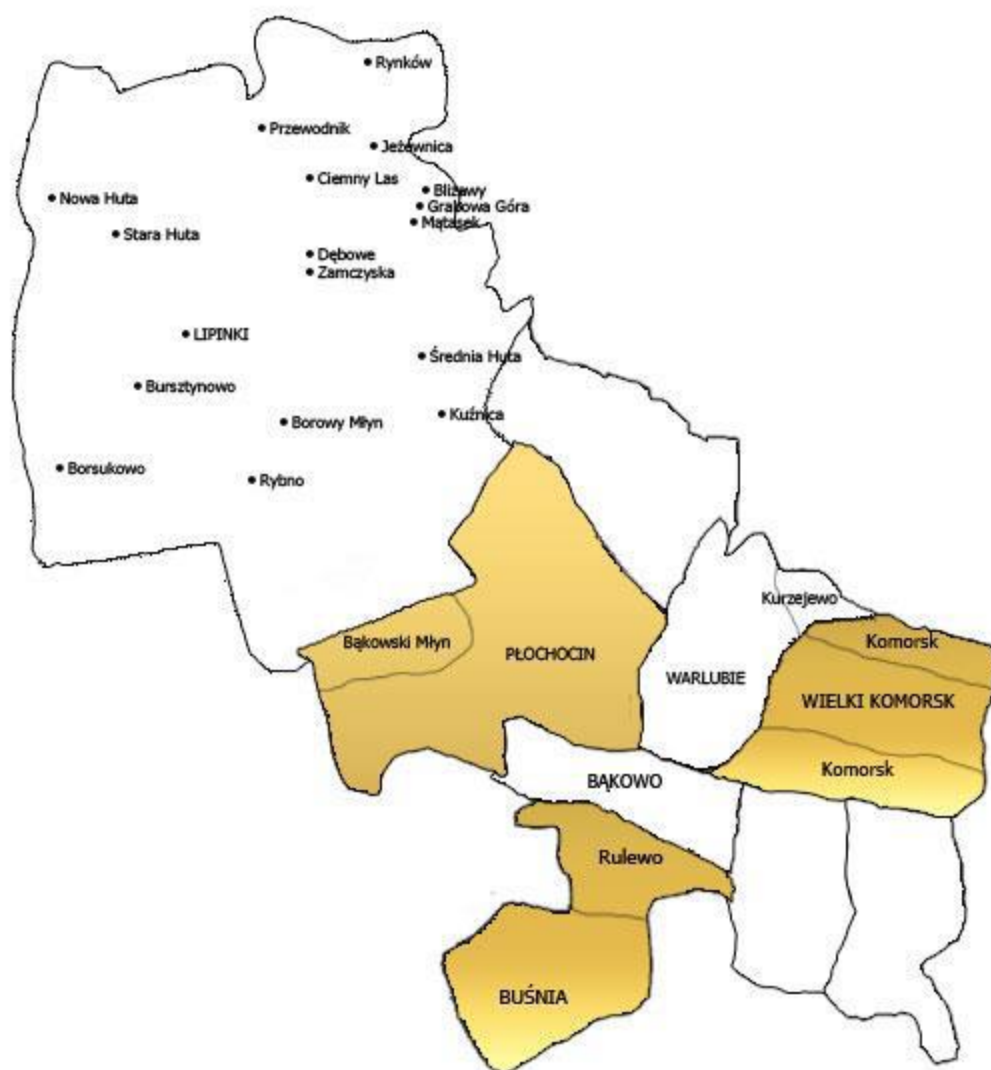 Rynków
Przewodnik
Jeżewnica
Ciemny Las
Bliżawy
Nowa Huta
Grabowa Góra
Mątasek
Stara Huta
Dębowe
Zamczyska
LIPINKI
Średnia Huta
Bursztynowo
Kuźnica
Borowy Młyn
Borsukowo
Rybno
Kurzejewo
Bąkowski Młyn
Komorsk
PŁOCHOCIN
WARLUBIE
WIELKI KOMORSK
Komorsk
BĄKOWO
Rulewo
BUŚNIA